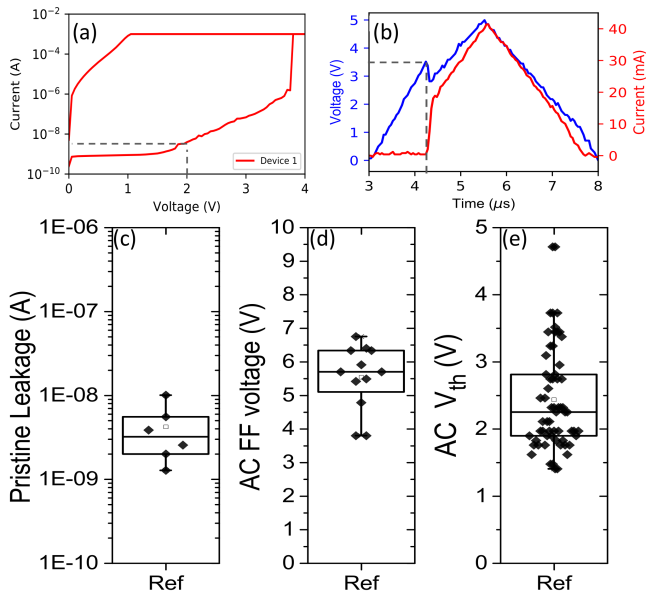 (a)
10⁻²
10⁻⁴
10⁻⁶
10⁻⁸
10⁻¹⁰
Current (A)
0 1 2 3 4
Voltage (V)
Device 1
(b)
5
4
3
2
1
0
Voltage (V)
40
30
20
10
0
Current (mA)
3 4 5 6 7 8
Time (μs)
(c)
1E-06
1E-07
1E-08
1E-09
1E-10
Pristine Leakage (A)
Ref
(d)
10
9
8
7
6
5
4
3
2
1
0
AC FF voltage (V)
Ref
(e)
5
4
3
2
1
0
AC Vth (V)
Ref